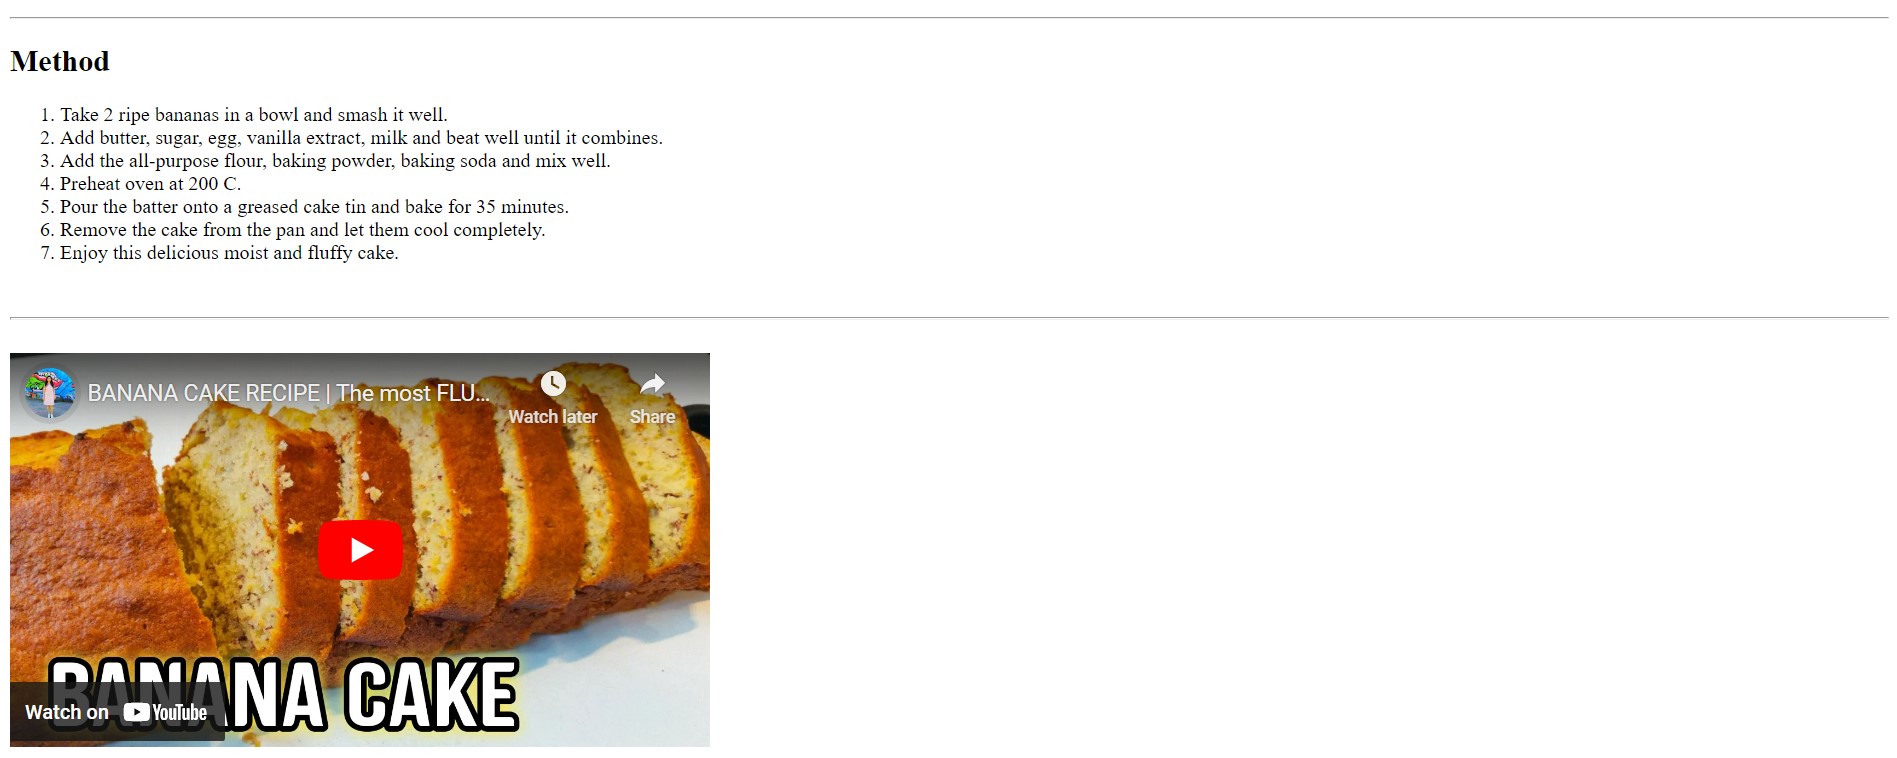 Method
1. Take 2 ripe bananas in a bowl and smash it well.
2. Add butter, sugar, egg, vanilla extract, milk and beat well until it combines.
3. Add the all-purpose flour, baking powder, baking soda and mix well.
4. Preheat oven at 200 C.
5. Pour the batter onto a greased cake tin and bake for 35 minutes.
6. Remove the cake from the pan and let them cool completely.
7. Enjoy this delicious moist and fluffy cake.
BANANA CAKE RECIPE | The most FLU...
Watch later
Share
BANANA CAKE
Watch on YouTube